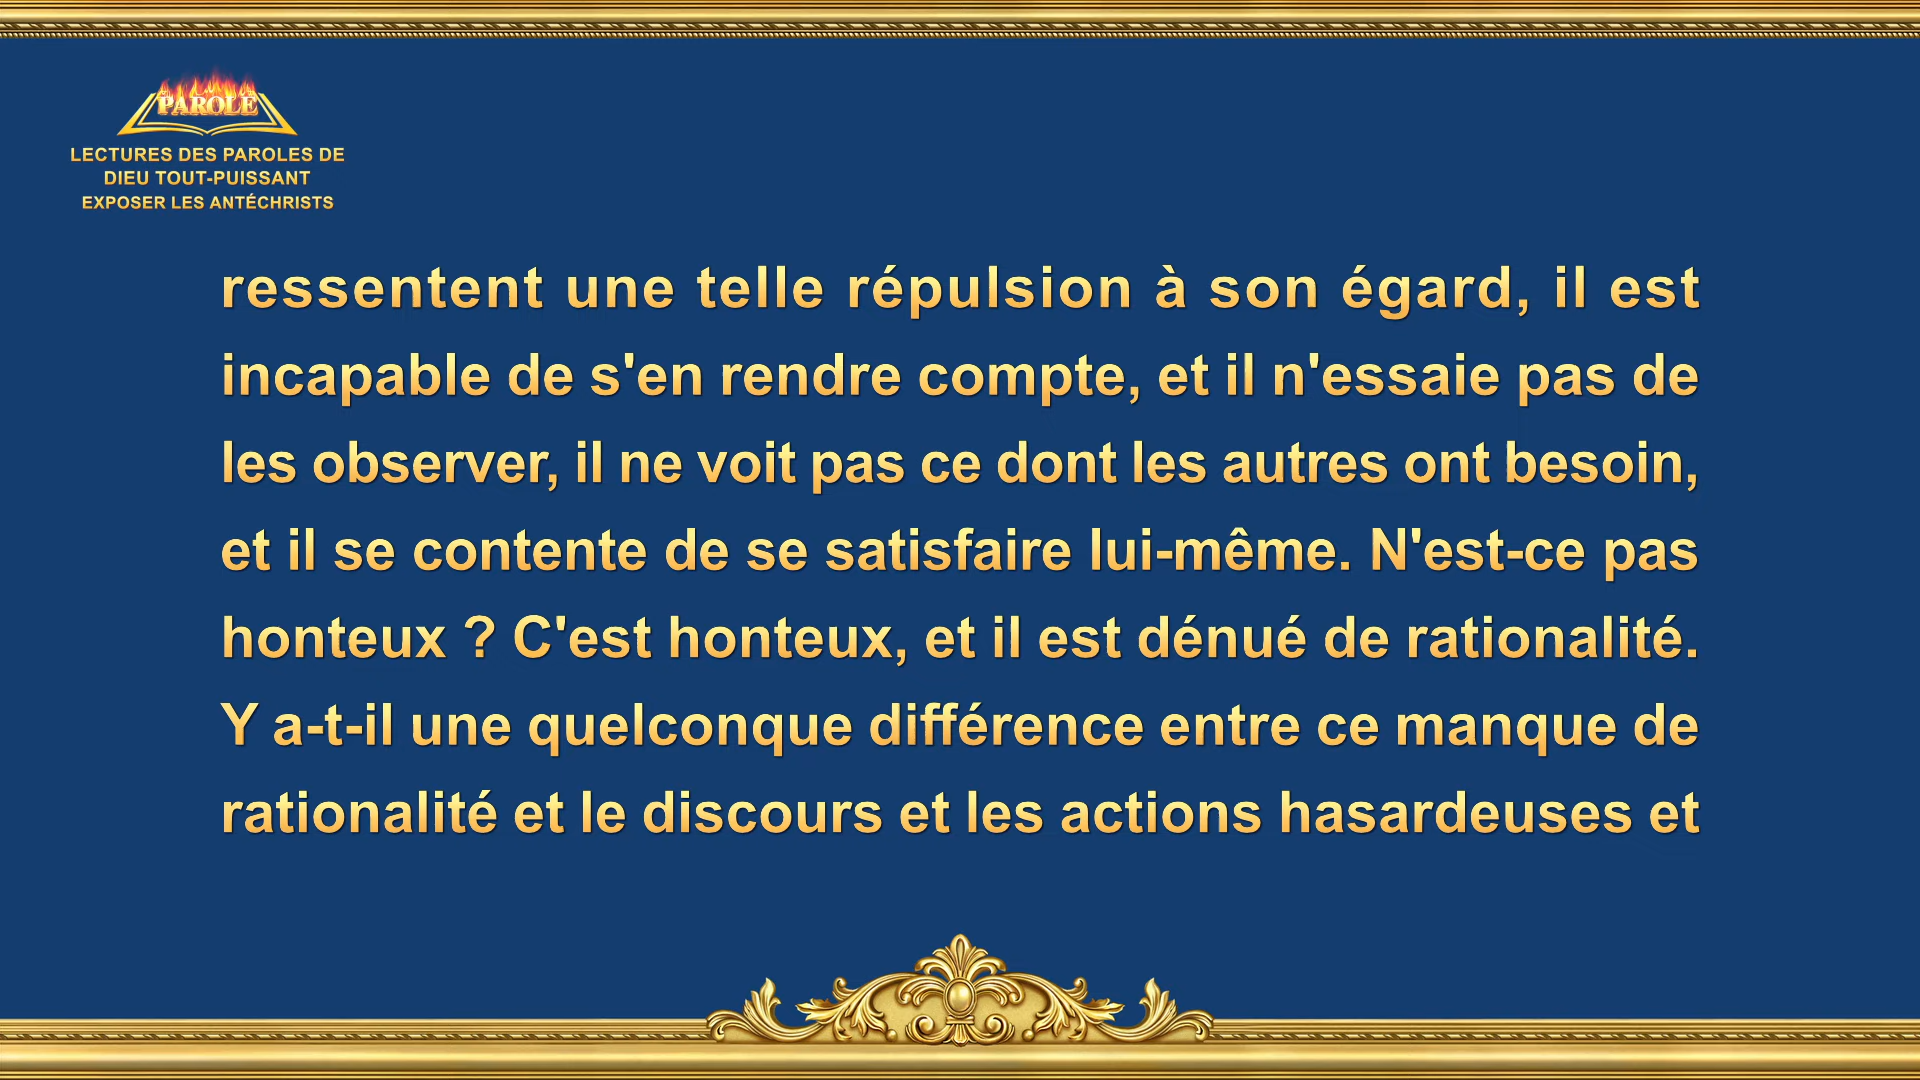 PAROLE
LECTURES DES PAROLES DE
DIEU TOUT-PUISSANT
EXPOSER LES ANTÉCHRISTS
ressentent une telle répulsion à son égard, il est
incapable de s'en rendre compte, et il n'essaie pas de
les observer, il ne voit pas ce dont les autres ont besoin,
et il se contente de se satisfaire lui-même. N'est-ce pas
honteux ? C'est honteux, et il est dénué de rationalité.
Y a-t-il une quelconque différence entre ce manque de
rationalité et le discours et les actions hasardeuses et